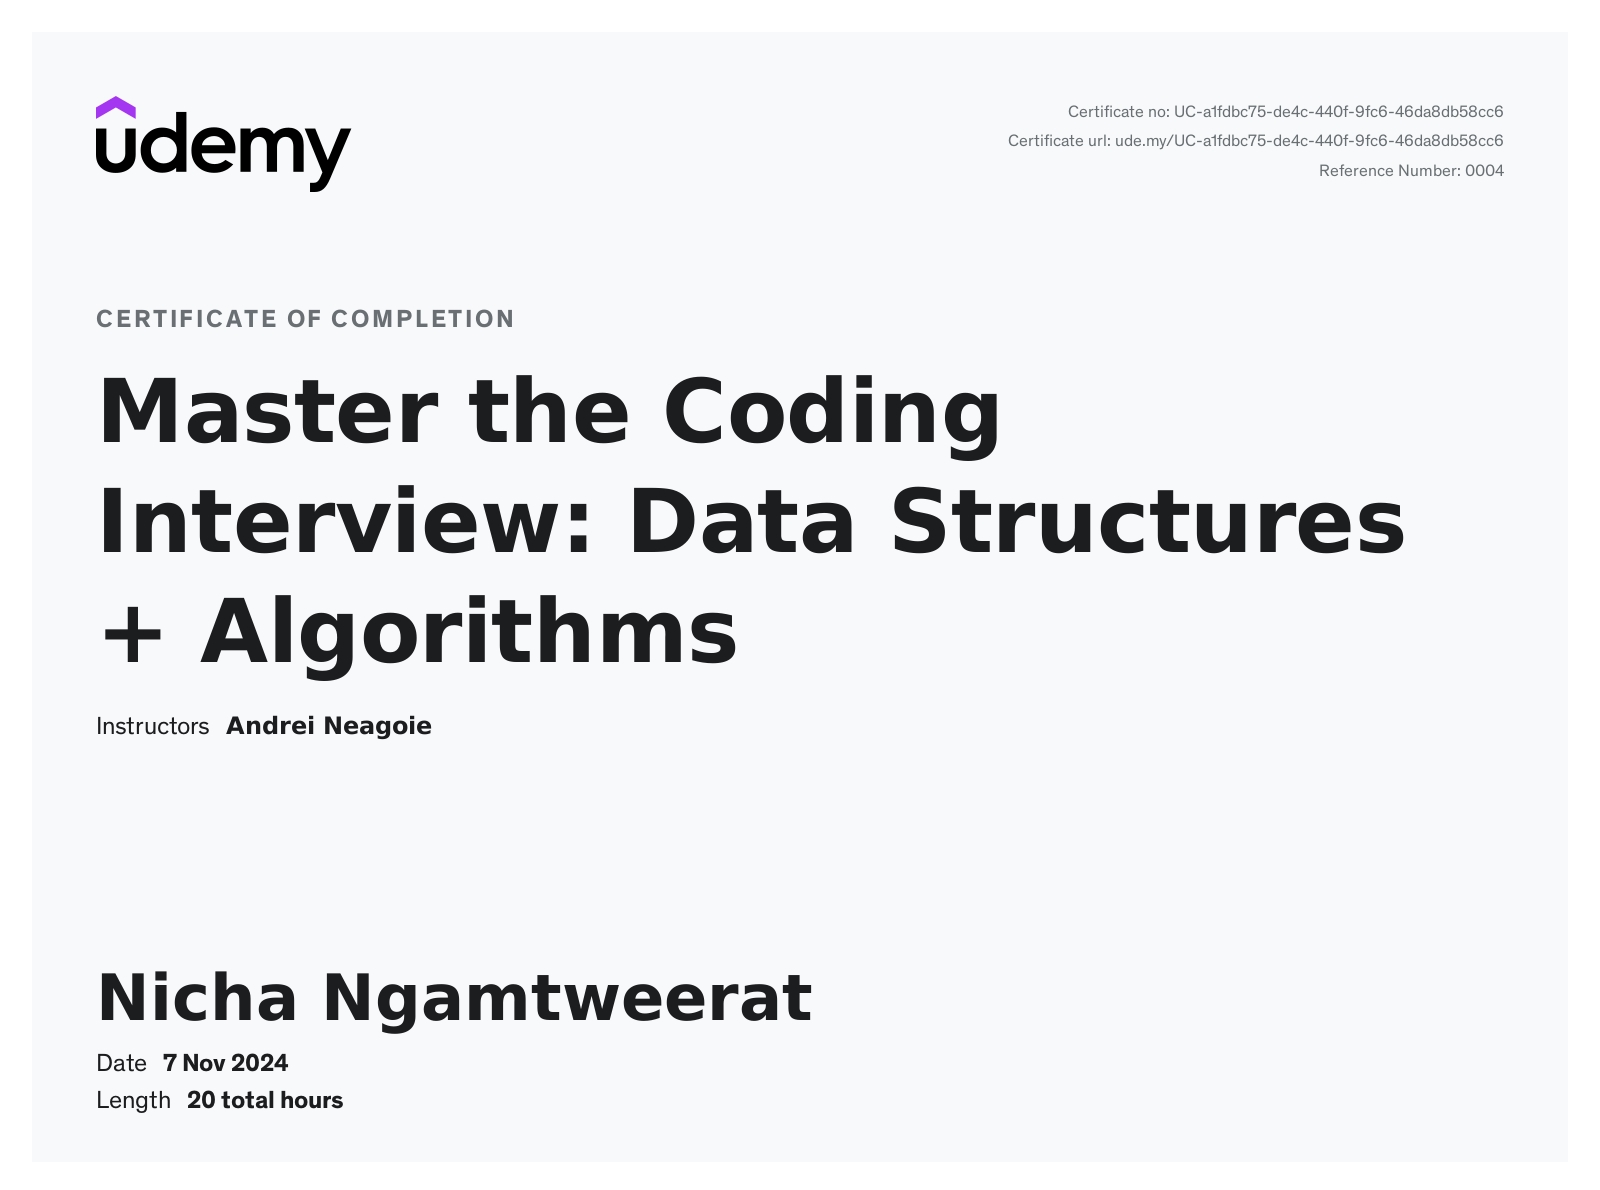 udemy
Certificate no: UC-a1fdbc75-de4c-440f-9fc6-46da8db58cc6
Certificate url: ude.my/UC-a1fdbc75-de4c-440f-9fc6-46da8db58cc6
Reference Number: 0004
CERTIFICATE OF COMPLETION
Master the Coding
Interview: Data Structures
+ Algorithms
Instructors Andrei Neagoie
Nicha Ngamtweerat
Date 7 Nov 2024
Length 20 total hours